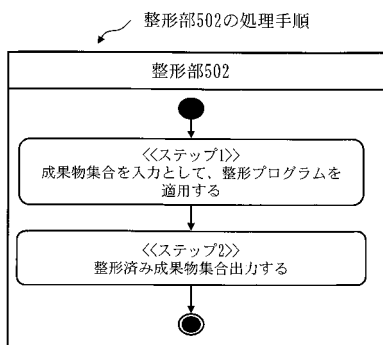 整形部502の処理手順
整形部502
<<ステップ1>>
成果物集合を入力として、整形プログラムを
適用する
<<ステップ2>>
整形済み成果物集合出力する